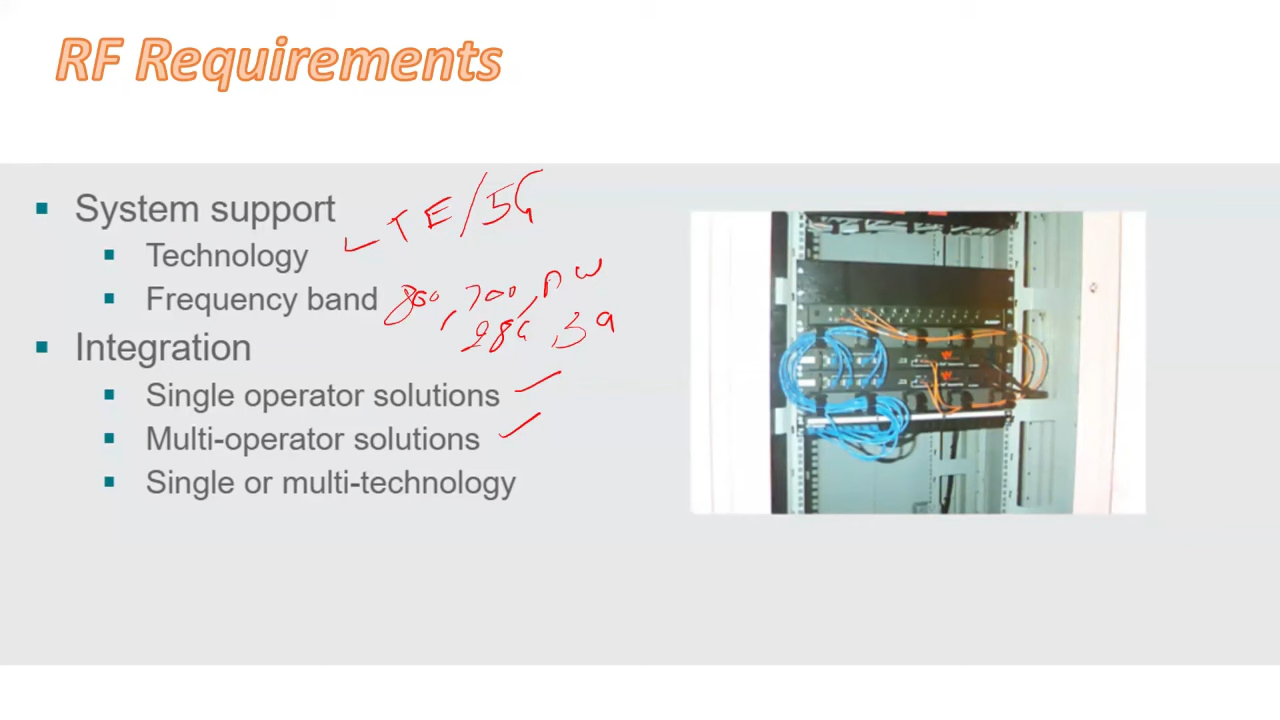 RF Requirements
System support
LTE/5G
Technology
Frequency band 800, 700,
Integration
Single operator solutions
Multi-operator solutions
Single or multi-technology